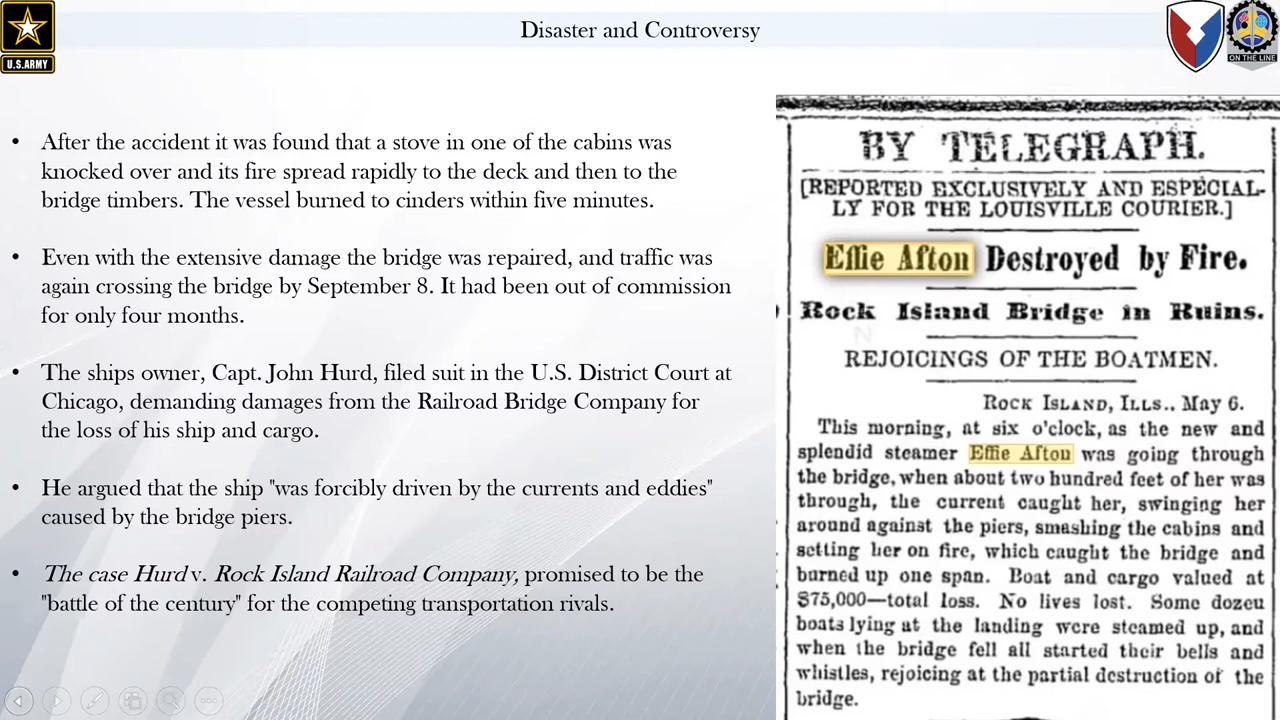 Disaster and Controversy
U.S.ARMY
ON THE LINE
• After the accident it was found that a stove in one of the cabins was
knocked over and its fire spread rapidly to the deck and then to the
bridge timbers. The vessel burned to cinders within five minutes.
• Even with the extensive damage the bridge was repaired, and traffic was
again crossing the bridge by September 8. It had been out of commission
for only four months.
• The ships owner, Capt. John Hurd, filed suit in the U.S. District Court at
Chicago, demanding damages from the Railroad Bridge Company for
the loss of his ship and cargo.
• He argued that the ship "was forcibly driven by the currents and eddies"
caused by the bridge piers.
• The case Hurd v. Rock Island Railroad Company, promised to be the
"battle of the century" for the competing transportation rivals.
BY TELEGRAPH.
[REPORTED EXCLUSIVELY AND ESPECIAL-
LY FOR THE LOUISVILLE COURIER.]
Effie Afton Destroyed by Fire.
Rock Island Bridge in Ruins.
REJOICINGS OF THE BOATMEN.
ROCK ISLAND, ILLS., May 6.
This morning, at six o'clock, as the new and
splendid steamer Effie Afton was going through
the bridge, when about two hundred feet of her was
through, the current caught her, swinging her
around against the piers, smashing the cabins and
setting her on fire, which caught the bridge and
burned up one span. Boat and cargo valued at
$75,000—total loss. No lives lost. Some dozen
boats lying at the landing were steamed up, and
when the bridge fell all started their bells and
whistles, rejoicing at the partial destruction of the
bridge.